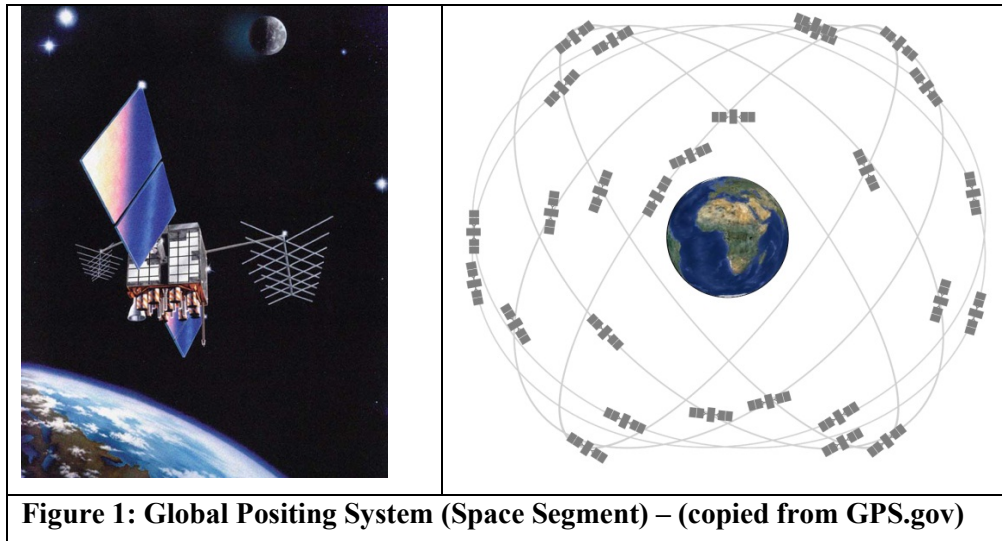 Figure 1: Global Positing System (Space Segment) – (copied from GPS.gov)